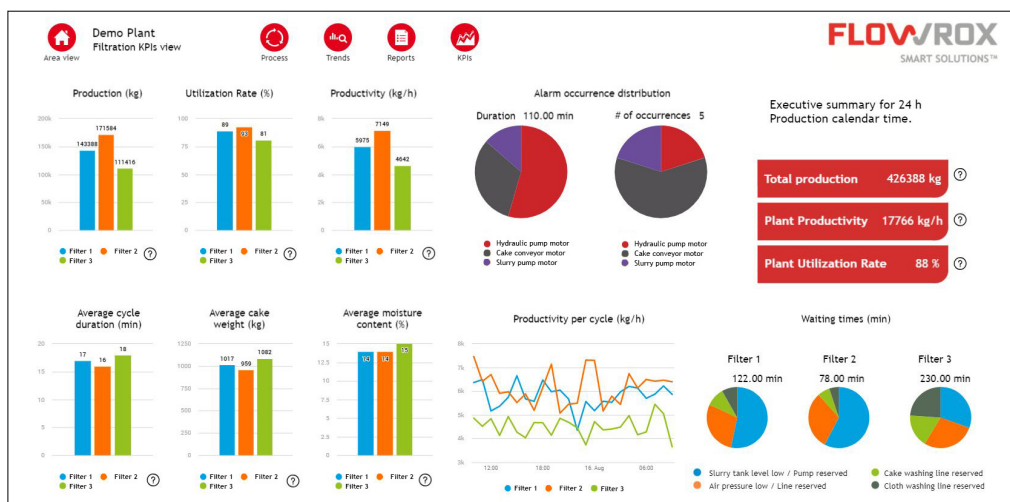 Demo Plant
Filtration KPIs view
Area view
Process
Trends
Reports
KPIs
FLOWROX
SMART SOLUTIONS™
Production (kg)
200k
150k
100k
50k
0
143388
171584
111416
Filter 1 Filter 2 ?
Filter 3
Utilization Rate (%)
100
75
50
25
0
89
93
81
Filter 1 Filter 2 ?
Filter 3
Productivity (kg/h)
8k
6k
4k
2k
0
5975
7149
4642
Filter 1 Filter 2 ?
Filter 3
Alarm occurrence distribution
Duration 110.00 min
Hydraulic pump motor
Cake conveyor motor
Slurry pump motor
# of occurrences 5
Hydraulic pump motor
Cake conveyor motor
Slurry pump motor
Executive summary for 24 h
Production calendar time.
Total production 426388 kg ?
Plant Productivity 17766 kg/h ?
Plant Utilization Rate 88 % ?
Average cycle
duration (min)
20
15
10
5
0
17
16
18
Filter 1 Filter 2 ?
Filter 3
Average cake
weight (kg)
1250
1000
750
500
250
0
1017
959
1082
Filter 1 Filter 2 ?
Filter 3
Average moisture
content (%)
15
12.5
10
7.5
5
2.5
0
14
14
15
Filter 1 Filter 2 ?
Filter 3
Productivity per cycle (kg/h)
8k
7k
6k
5k
4k
3k
12:00 18:00 18. Aug 06:00
Filter 1 Filter 2 Filter 3
Waiting times (min)
Filter 1
122.00 min
Filter 2
78.00 min
Filter 3
230.00 min
Slurry tank level low / Pump reserved
Cake washing line reserved
Air pressure low / Line reserved
Cloth washing line reserved